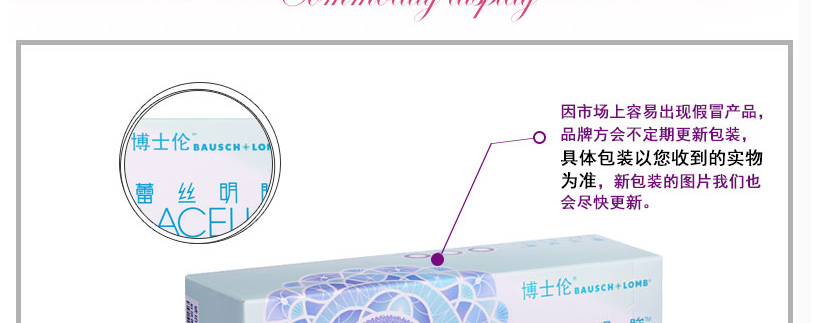 Commodity display
因市场上容易出现假冒产品，
品牌方会不定期更新包装，
具体包装以您收到的实物
为准，新包装的图片我们也
会尽快更新。
博士伦™ BAUSCH+LOM
蕾 丝 明
ACELL
博士伦® BAUSCH+LOMB®